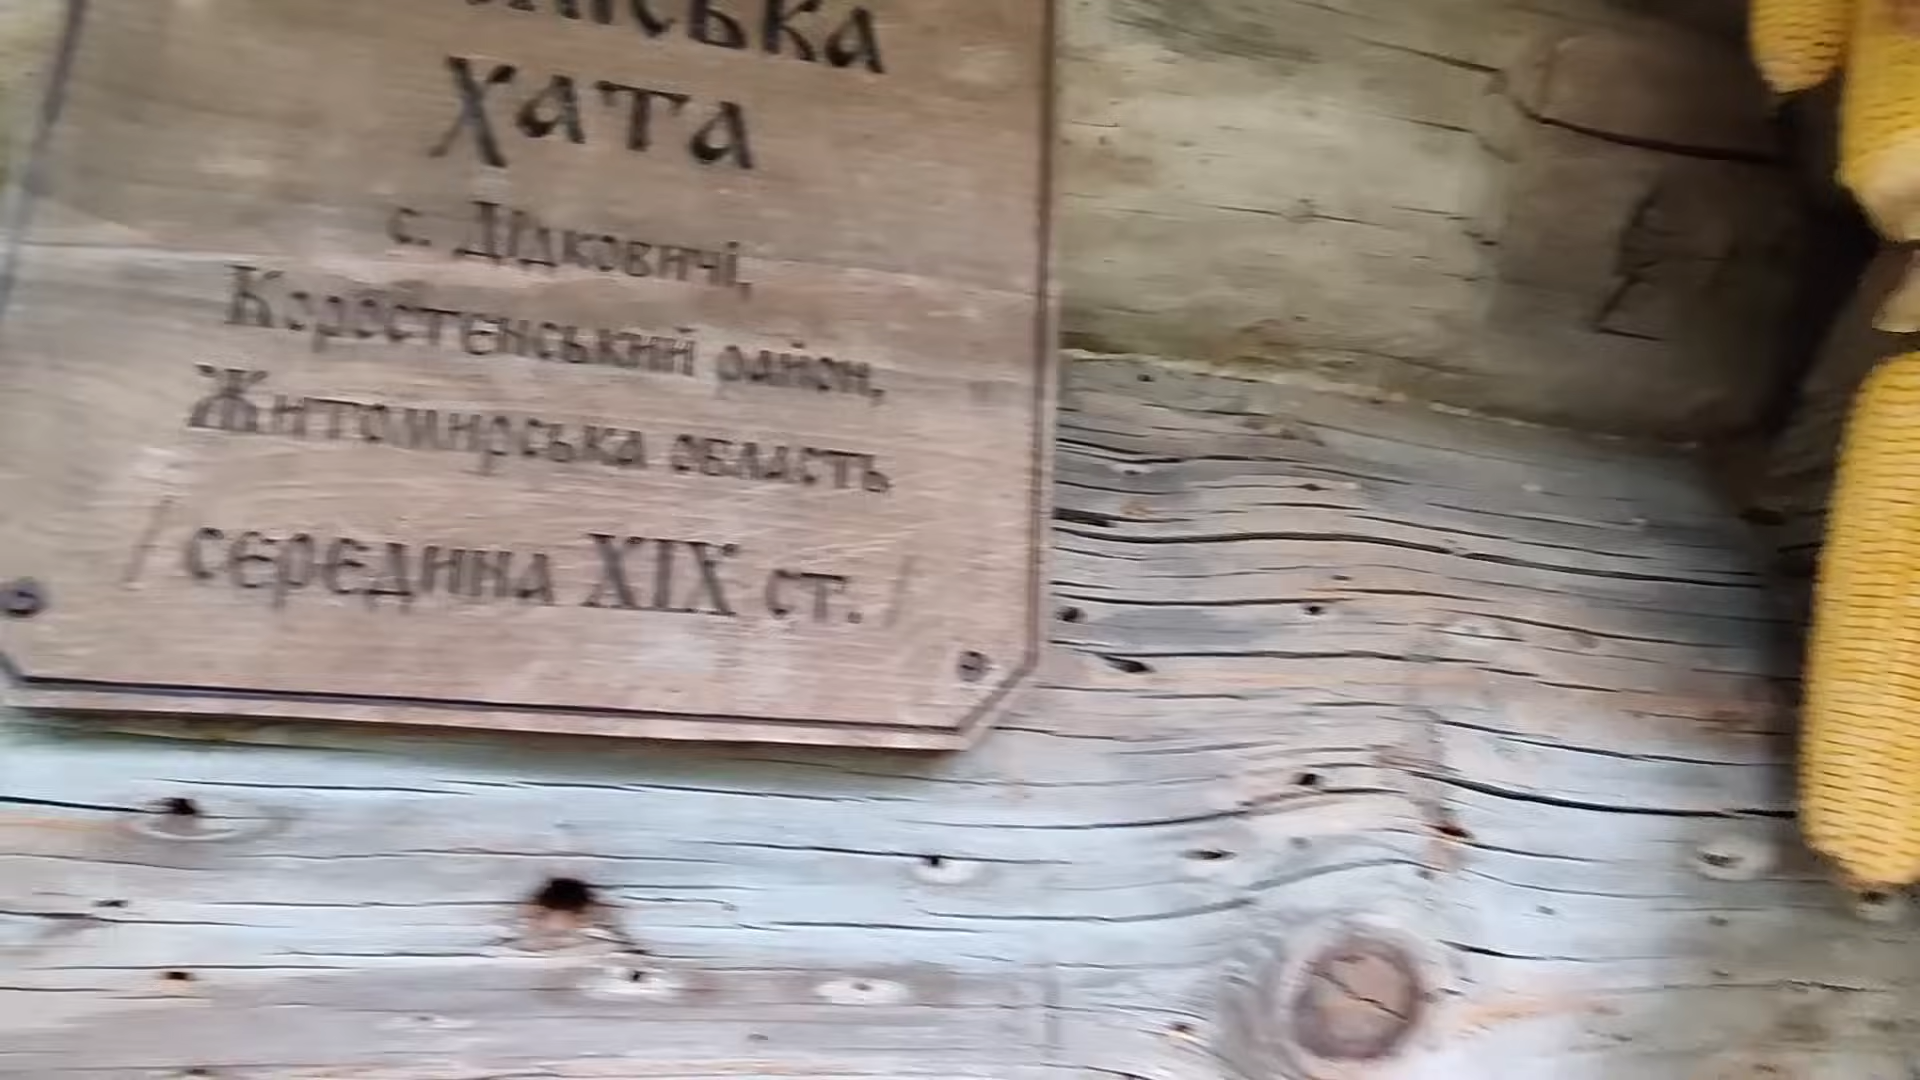 хата
с. Дідковичі,
Коростенський район,
Житомирська область
/ середина XIX ст. /